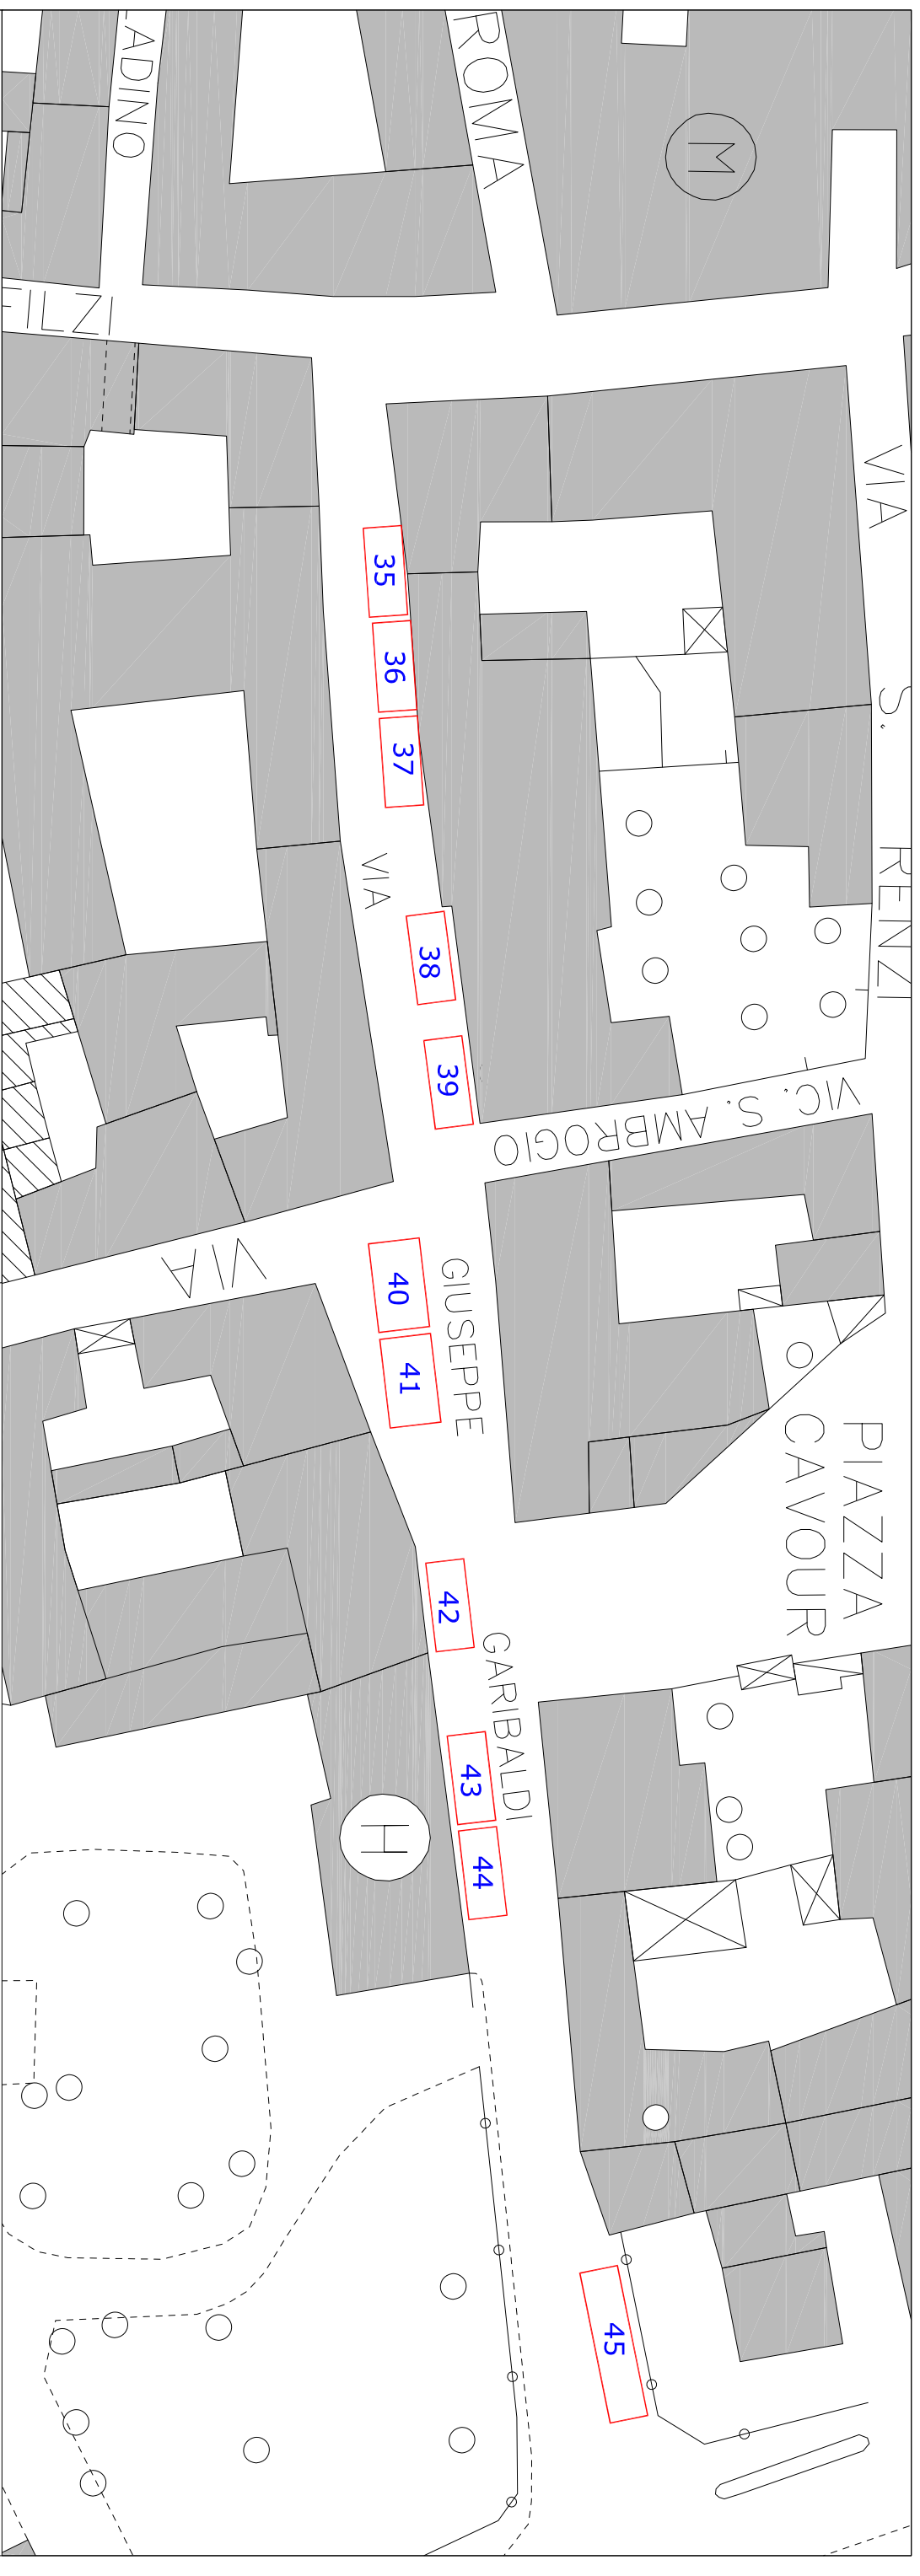 ADINO
ROMA
M
FILZI
VIA
S.
RENZI
35
36
37
VIA
38
39
VIC. S. AMBROGIO
VIA
40
41
GIUSEPPE
PIAZZA
CAVOUR
42
GARIBALDI
43
44
H
45